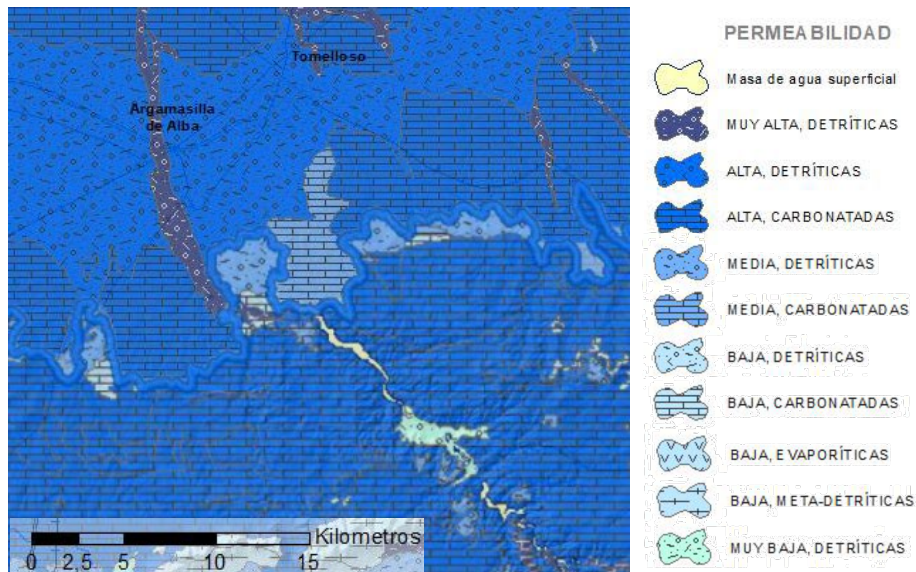 Tomelloso
Argamasilla
de Alba
Kilometros
0 2,5 5 10 15
PERMEABILIDAD
Masa de agua superficial
MUY ALTA, DETRÍTICAS
ALTA, DETRÍTICAS
ALTA, CARBONATADAS
MEDIA, DETRÍTICAS
MEDIA, CARBONATADAS
BAJA, DETRÍTICAS
BAJA, CARBONATADAS
BAJA, EVAPORÍTICAS
BAJA, META-DETRÍTICAS
MUY BAJA, DETRÍTICAS